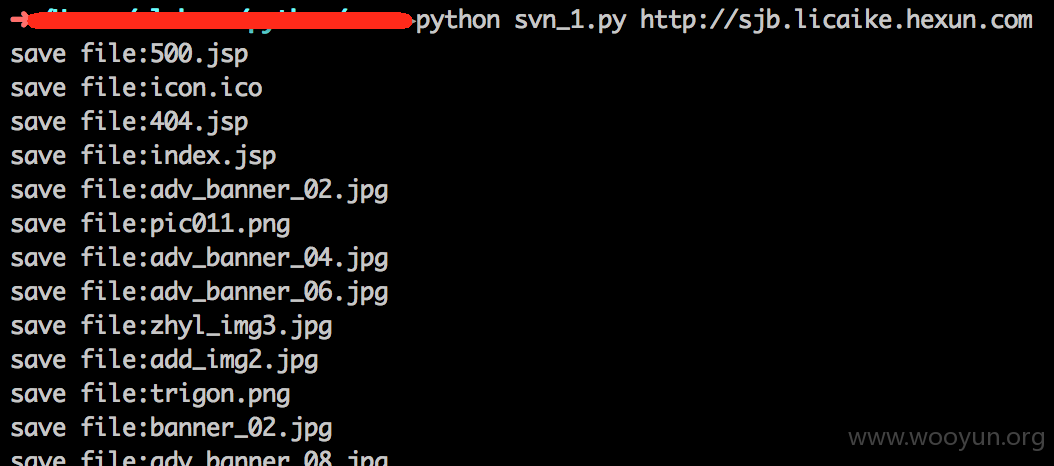 python svn_1.py http://sjb.licaike.hexun.com
save file:500.jsp
save file:icon.ico
save file:404.jsp
save file:index.jsp
save file:adv_banner_02.jpg
save file:pic011.png
save file:adv_banner_04.jpg
save file:adv_banner_06.jpg
save file:zhyl_img3.jpg
save file:add_img2.jpg
save file:trigon.png
save file:banner_02.jpg
save file:adv_banner_08.jpg
www.wooyun.org